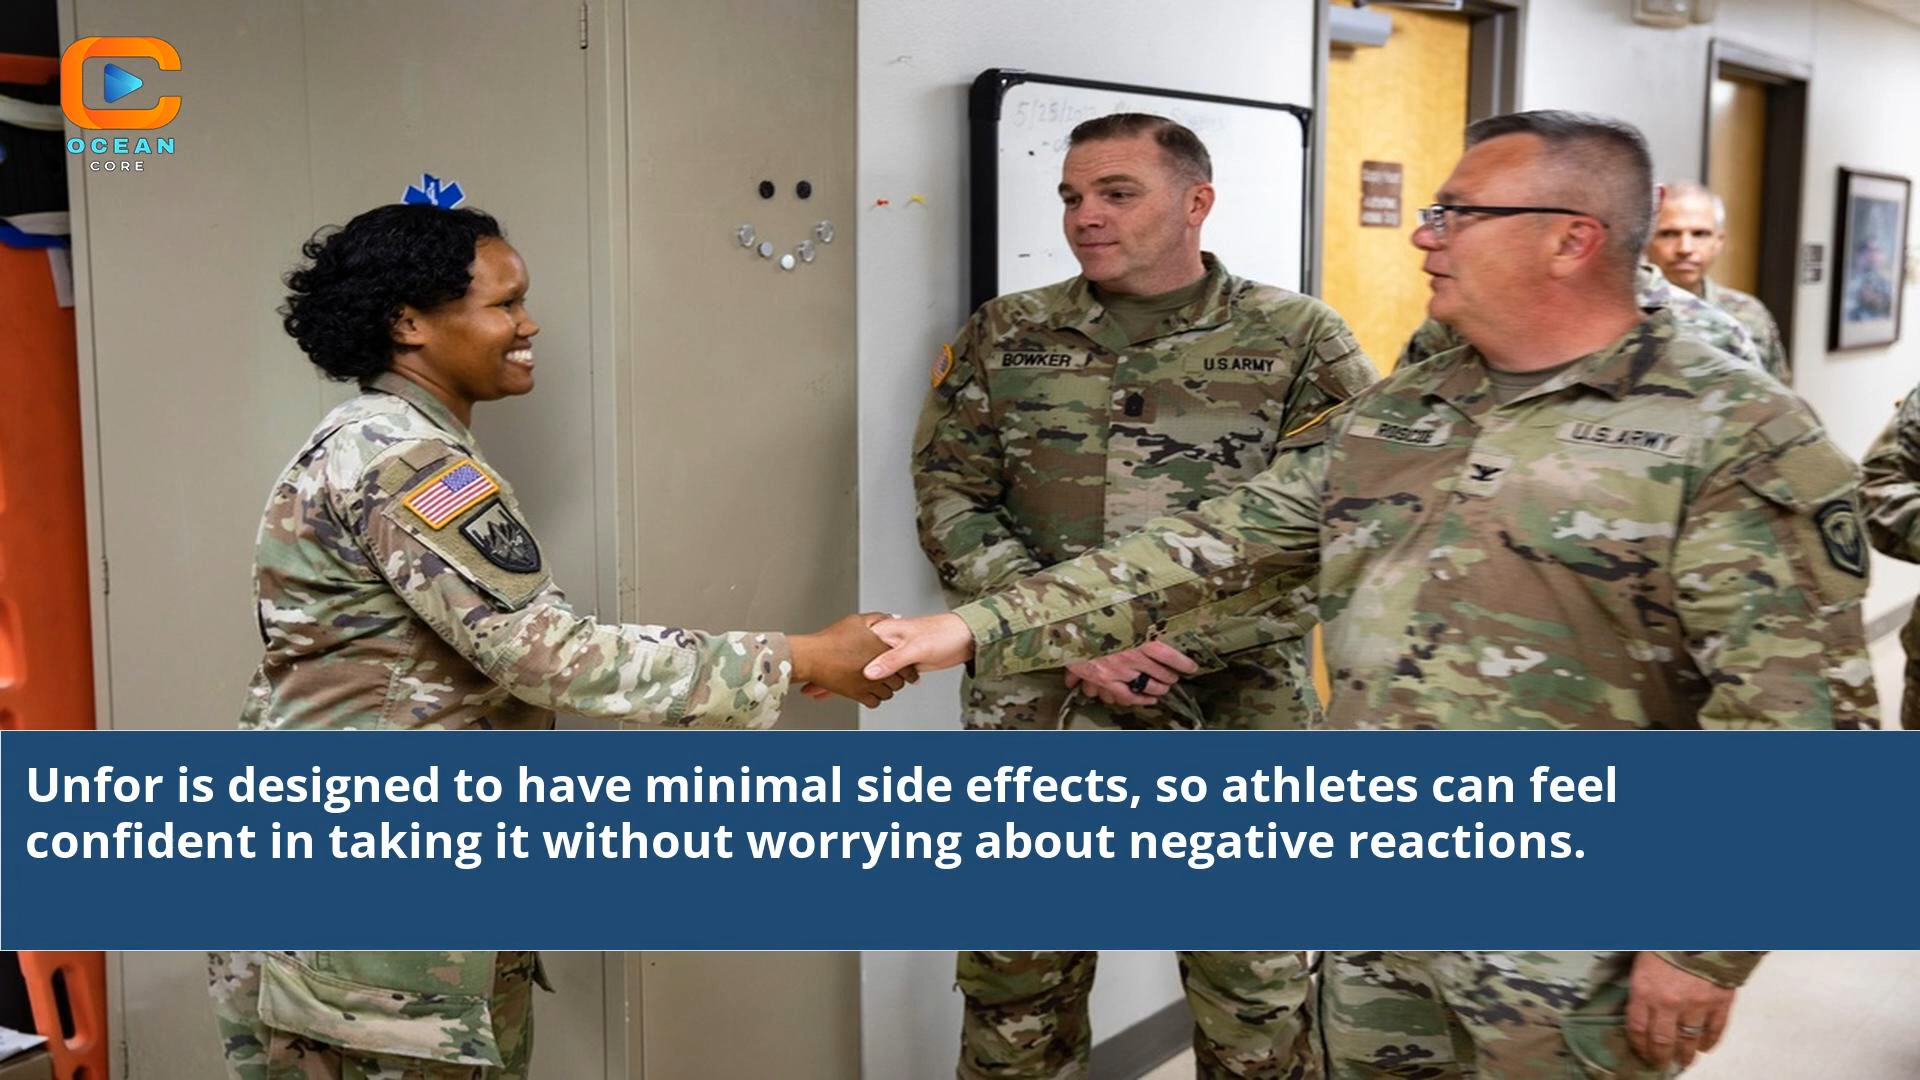 OCEAN
CORE
BOWKER
U.S.ARMY
U.S.ARMY
Unfor is designed to have minimal side effects, so athletes can feel
confident in taking it without worrying about negative reactions.